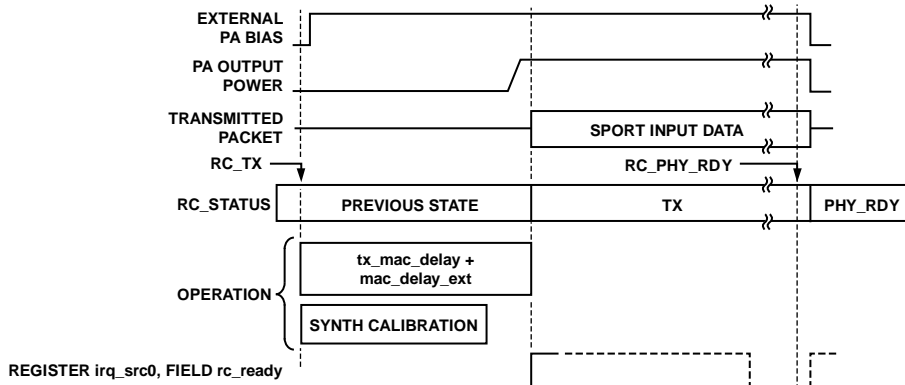 EXTERNAL
PA BIAS
PA OUTPUT
POWER
TRANSMITTED
PACKET
SPORT INPUT DATA
RC_TX
RC_PHY_RDY
RC_STATUS
PREVIOUS STATE
TX
PHY_RDY
OPERATION
tx_mac_delay +
mac_delay_ext
SYNTH CALIBRATION
REGISTER irq_src0, FIELD rc_ready